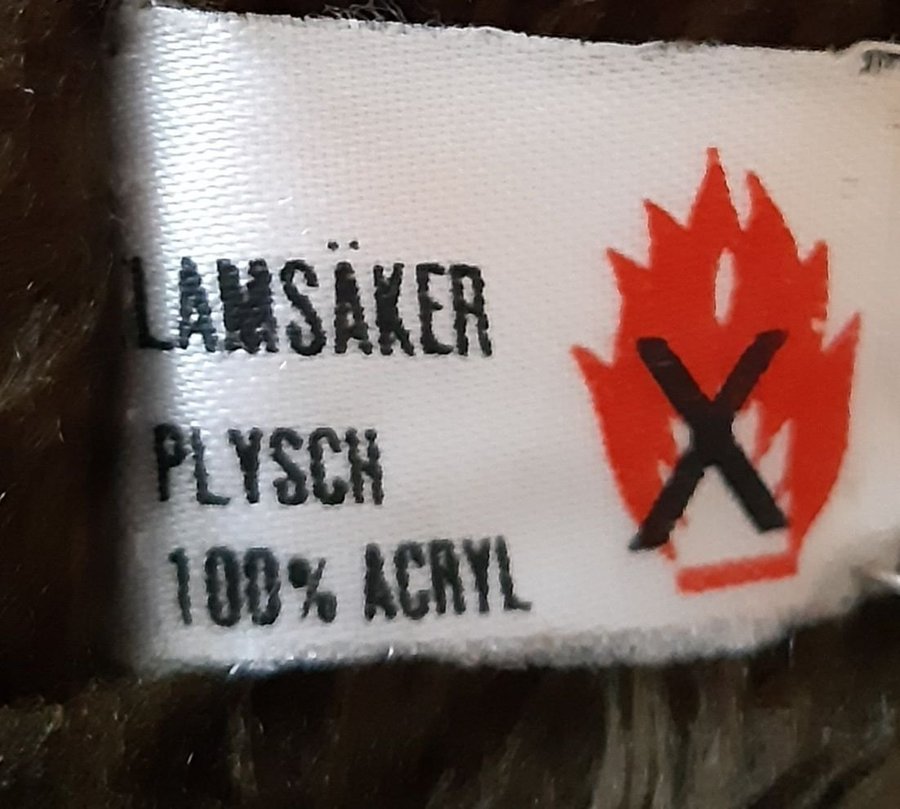 LAMSÄKER
PLYSCH
100% ACRYL
X